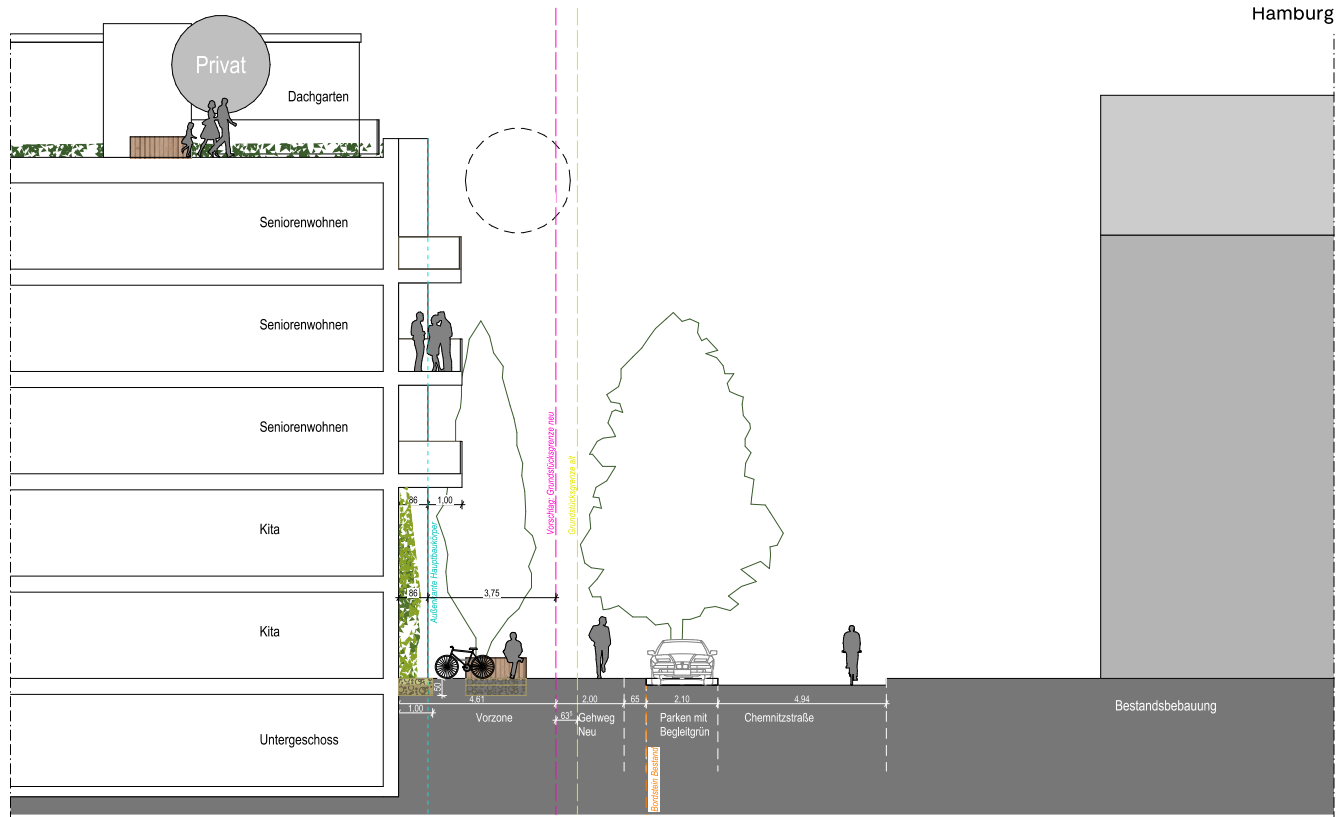 Hamburg
Privat
Dachgarten
Seniorenwohnen
Seniorenwohnen
Seniorenwohnen
Vorschlag: Grundstücksgrenze neu
Grundstücksgrenze alt
86
1,00
Kita
Außenkante Hauptbaukörper
86
3,75
Kita
50
4,61
2,00
65
2,10
4,94
1,00
Vorzone
63⁵
Gehweg
Neu
Parken mit
Begleitgrün
Chemnitzstraße
Bestandsbebauung
Untergeschoss
Bordstein Bestand